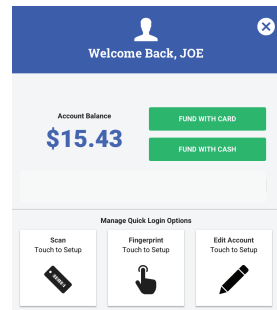 Welcome Back, JOE
Account Balance
$15.43
FUND WITH CARD
FUND WITH CASH
Manage Quick Login Options
Scan
Touch to Setup
Fingerprint
Touch to Setup
Edit Account
Touch to Setup